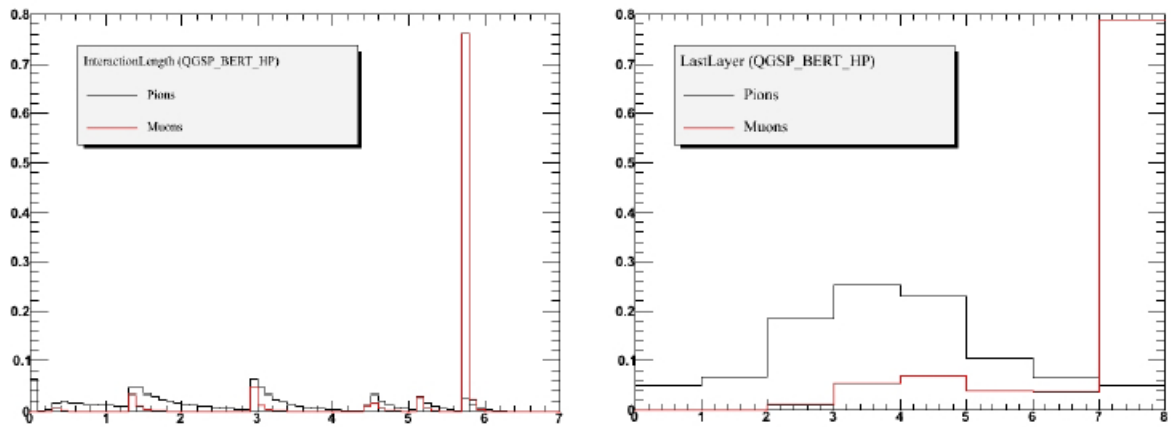 0.8
0.7
0.6
0.5
0.4
0.3
0.2
0.1
0
InteractionLength (QGSP_BERT_HP)
Pions
Muons
0 1 2 3 4 5 6 7
0.8
0.7
0.6
0.5
0.4
0.3
0.2
0.1
0
LastLayer (QGSP_BERT_HP)
Pions
Muons
0 1 2 3 4 5 6 7 8